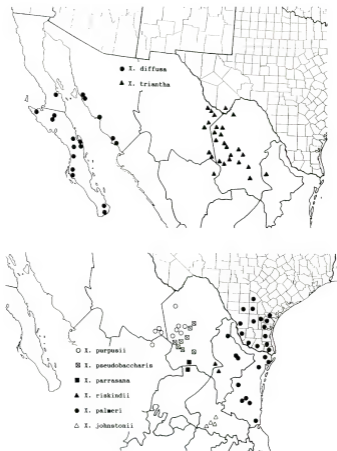 ● I. diffusa
▲ I. triantha
○ I. purpusii
⊠ I. pseudobaccharis
■ I. parrasana
▲ I. riskindii
● I. palmeri
△ I. johnstonii